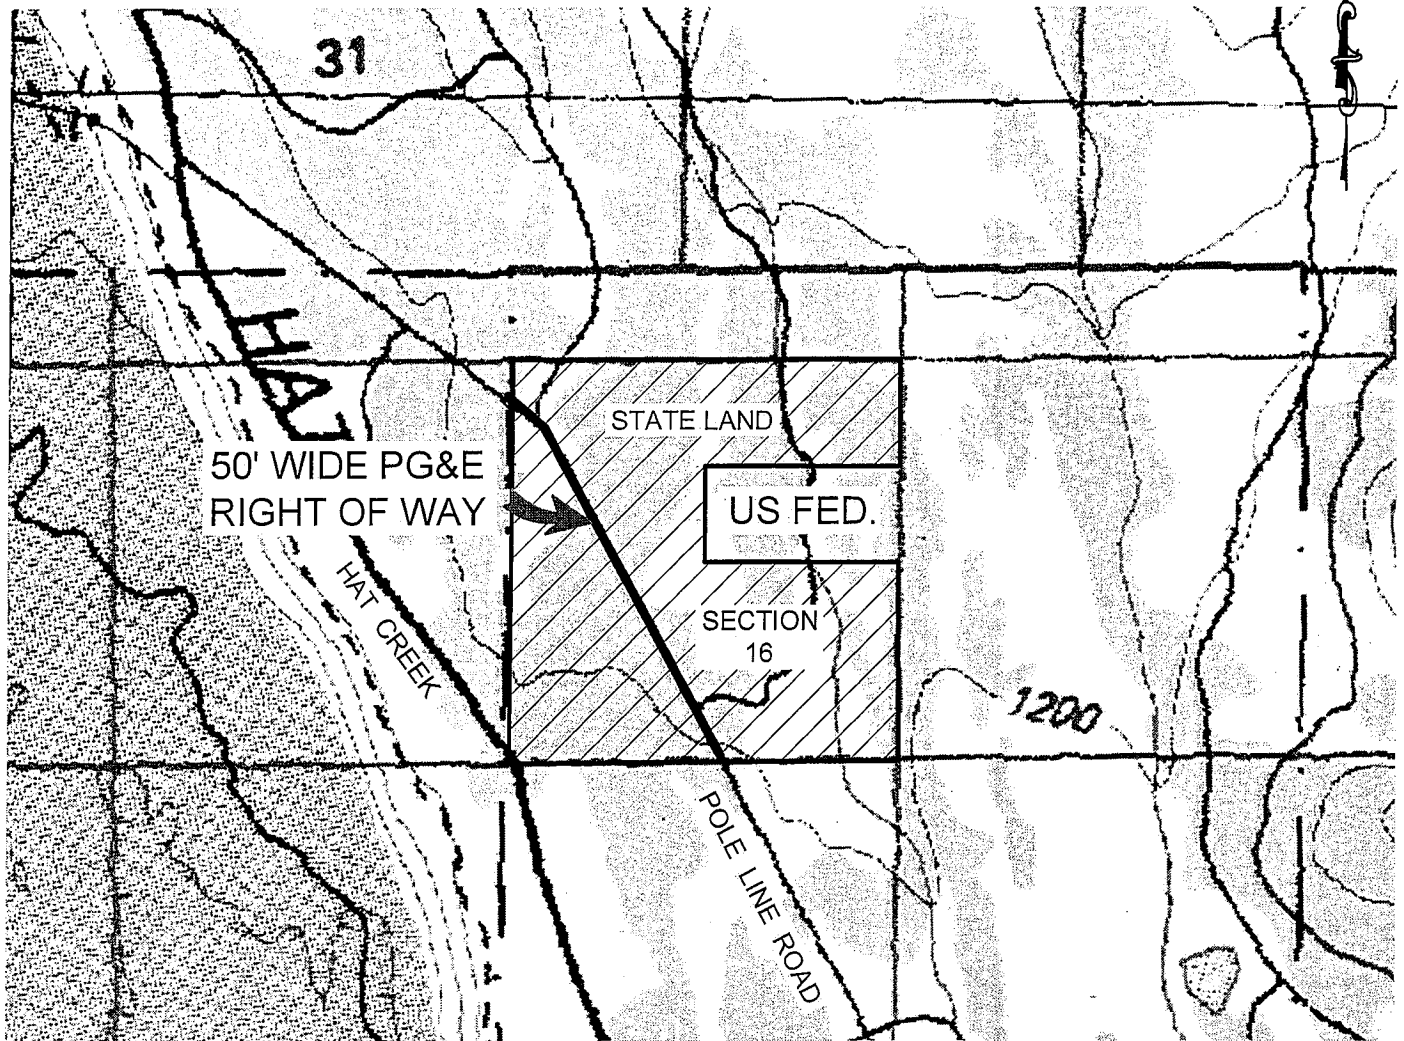 31
HAT
STATE LAND
50' WIDE PG&E
RIGHT OF WAY
US FED.
HAT CREEK
SECTION
16
1200
POLE LINE ROAD